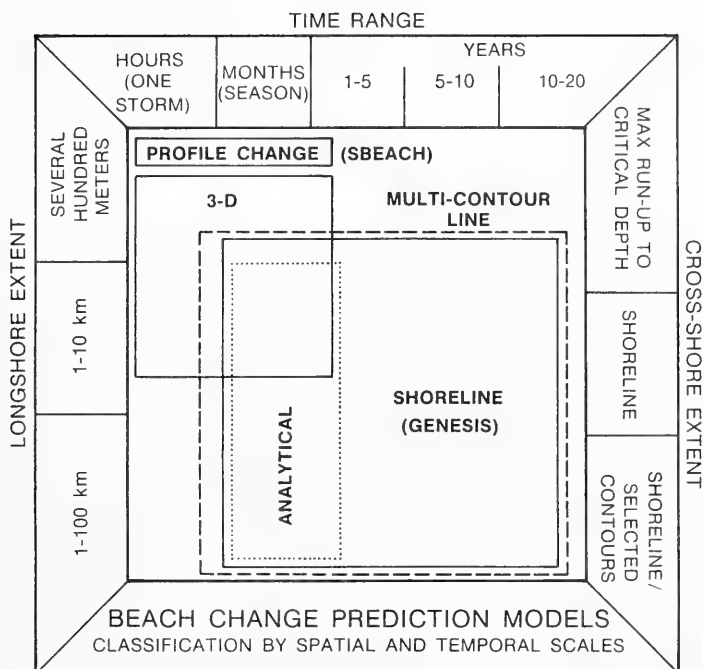 TIME RANGE
HOURS
(ONE
STORM)
MONTHS
(SEASON)
YEARS
1-5
5-10
10-20
LONGSHORE EXTENT
SEVERAL
HUNDRED
METERS
1-10 km
1-100 km
PROFILE CHANGE (SBEACH)
3-D
MULTI-CONTOUR
LINE
ANALYTICAL
SHORELINE
(GENESIS)
MAX RUN-UP TO
CRITICAL DEPTH
SHORELINE
SHORELINE/
SELECTED
CONTOURS
CROSS-SHORE EXTENT
BEACH CHANGE PREDICTION MODELS
CLASSIFICATION BY SPATIAL AND TEMPORAL SCALES